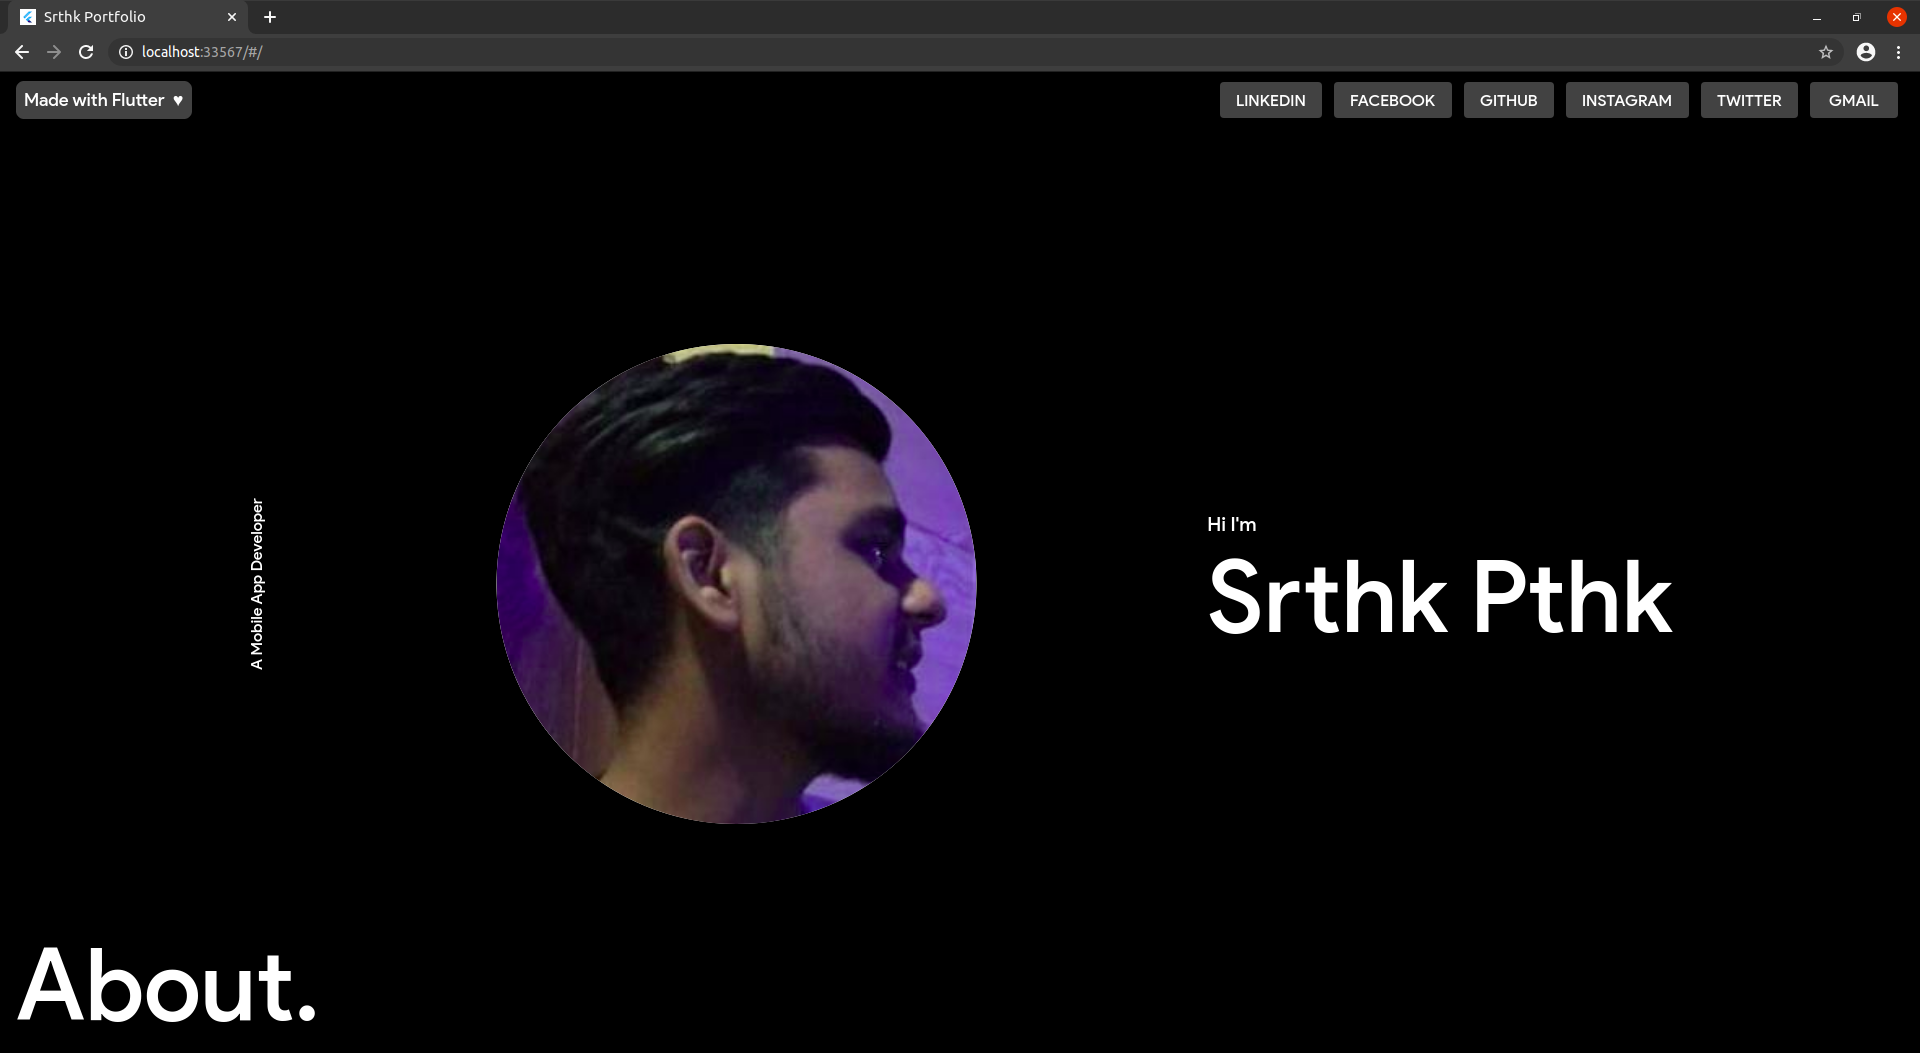 Srthk Portfolio
localhost:33567/#/
Made with Flutter ♥
LINKEDIN
FACEBOOK
GITHUB
INSTAGRAM
TWITTER
GMAIL
A Mobile App Developer
Hi I'm
Srthk Pthk
About.